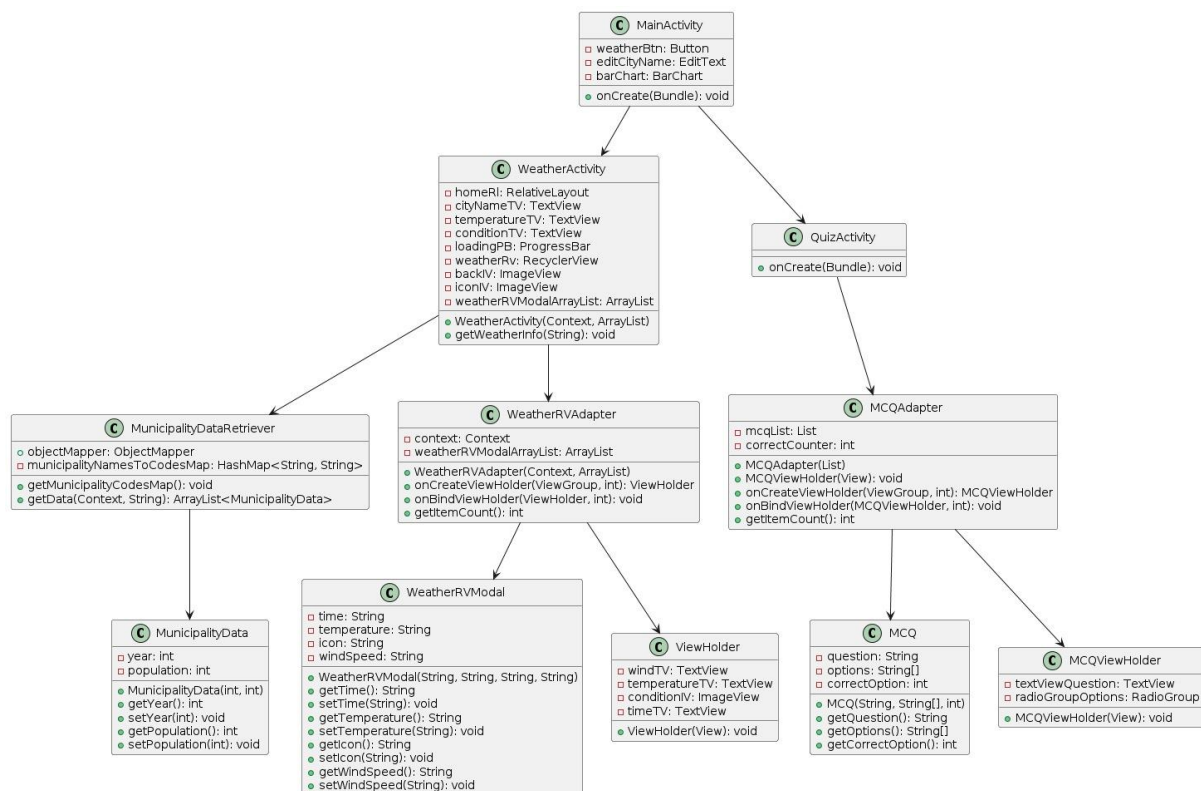 C MainActivity
weatherBtn: Button
editCityName: EditText
barChart: BarChart
onCreate(Bundle): void
C WeatherActivity
homeRl: RelativeLayout
cityNameTV: TextView
temperatureTV: TextView
conditionTV: TextView
loadingPB: ProgressBar
weatherRv: RecyclerView
backIV: ImageView
iconIV: ImageView
weatherRVModalArrayList: ArrayList
WeatherActivity(Context, ArrayList)
getWeatherInfo(String): void
C QuizActivity
onCreate(Bundle): void
C MunicipalityDataRetriever
objectMapper: ObjectMapper
municipalityNamesToCodesMap: HashMap<String, String>
getMunicipalityCodesMap(): void
getData(Context, String): ArrayList<MunicipalityData>
C WeatherRVAdapter
context: Context
weatherRVModalArrayList: ArrayList
WeatherRVAdapter(Context, ArrayList)
onCreateViewHolder(ViewGroup, int): ViewHolder
onBindViewHolder(ViewHolder, int): void
getItemCount(): int
C MCQAdapter
mcqList: List
correctCounter: int
MCQAdapter(List)
MCQViewHolder(View): void
onCreateViewHolder(ViewGroup, int): MCQViewHolder
onBindViewHolder(MCQViewHolder, int): void
getItemCount(): int
C MunicipalityData
year: int
population: int
MunicipalityData(int, int)
getYear(): int
setYear(int): void
getPopulation(): int
setPopulation(int): void
C WeatherRVModal
time: String
temperature: String
icon: String
windSpeed: String
WeatherRVModal(String, String, String, String)
getTime(): String
setTime(String): void
getTemperature(): String
setTemperature(String): void
getIcon(): String
setIcon(String): void
getWindSpeed(): String
setWindSpeed(String): void
C ViewHolder
windTV: TextView
temperatureTV: TextView
conditionIV: ImageView
timeTV: TextView
ViewHolder(View): void
C MCQ
question: String
options: String[]
correctOption: int
MCQ(String, String[], int)
getQuestion(): String
getOptions(): String[]
getCorrectOption(): int
C MCQViewHolder
textViewQuestion: TextView
radioGroupOptions: RadioGroup
MCQViewHolder(View): void